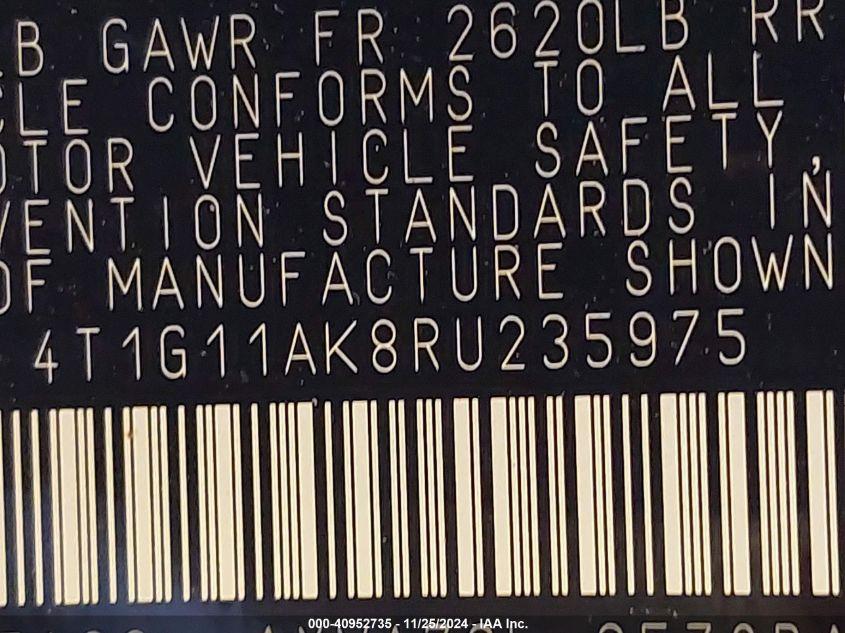 B GAWR FR 2620LB RR
CLE CONFORMS TO ALL
OTOR VEHICLE SAFETY,
VENTION STANDARDS IN
OF MANUFACTURE SHOWN
4T1G11AK8RU235975
000-40952735 - 11/25/2024 - IAA Inc.